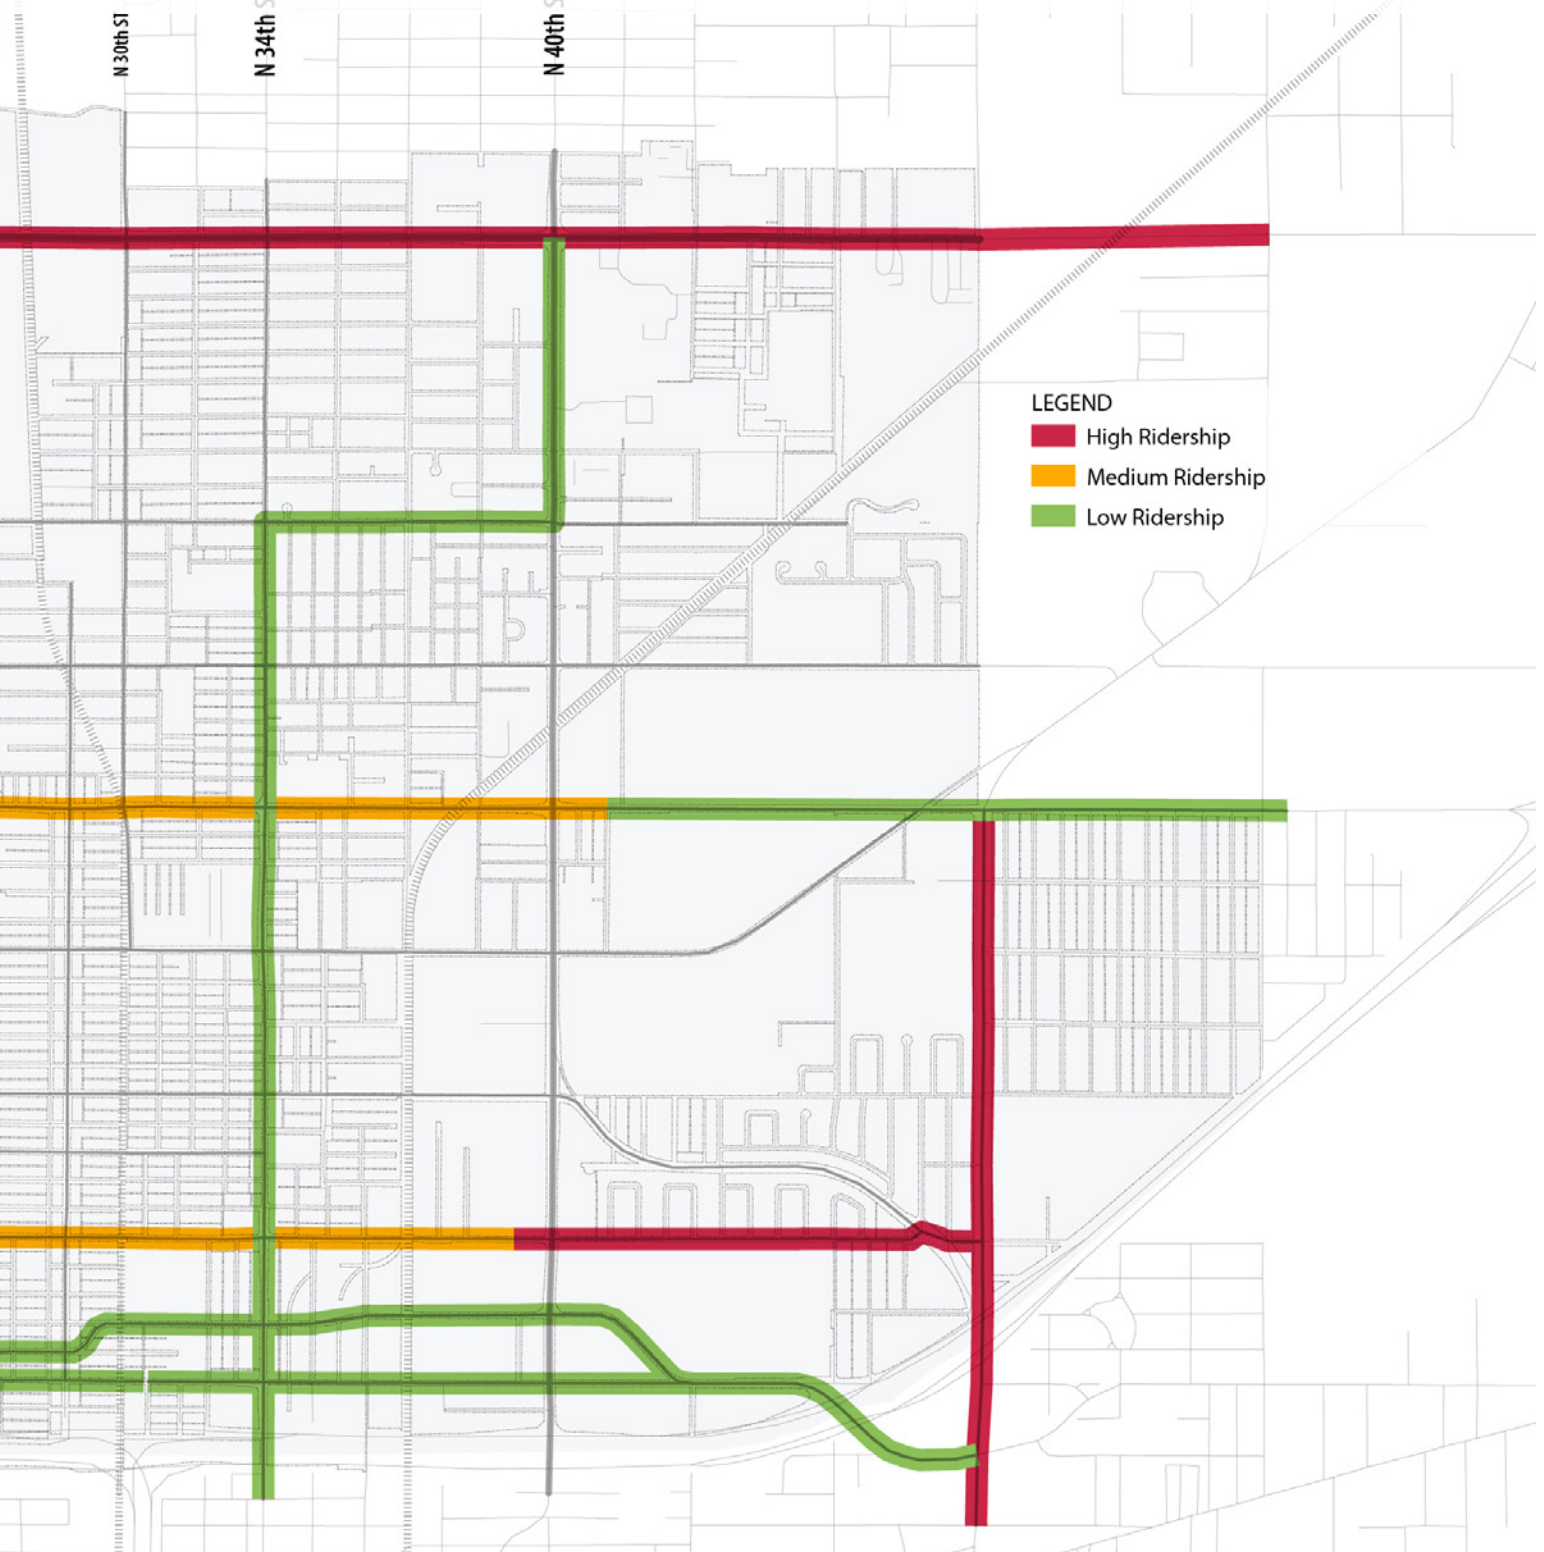 N 30th ST
N 34th S
N 40th S
LEGEND
High Ridership
Medium Ridership
Low Ridership